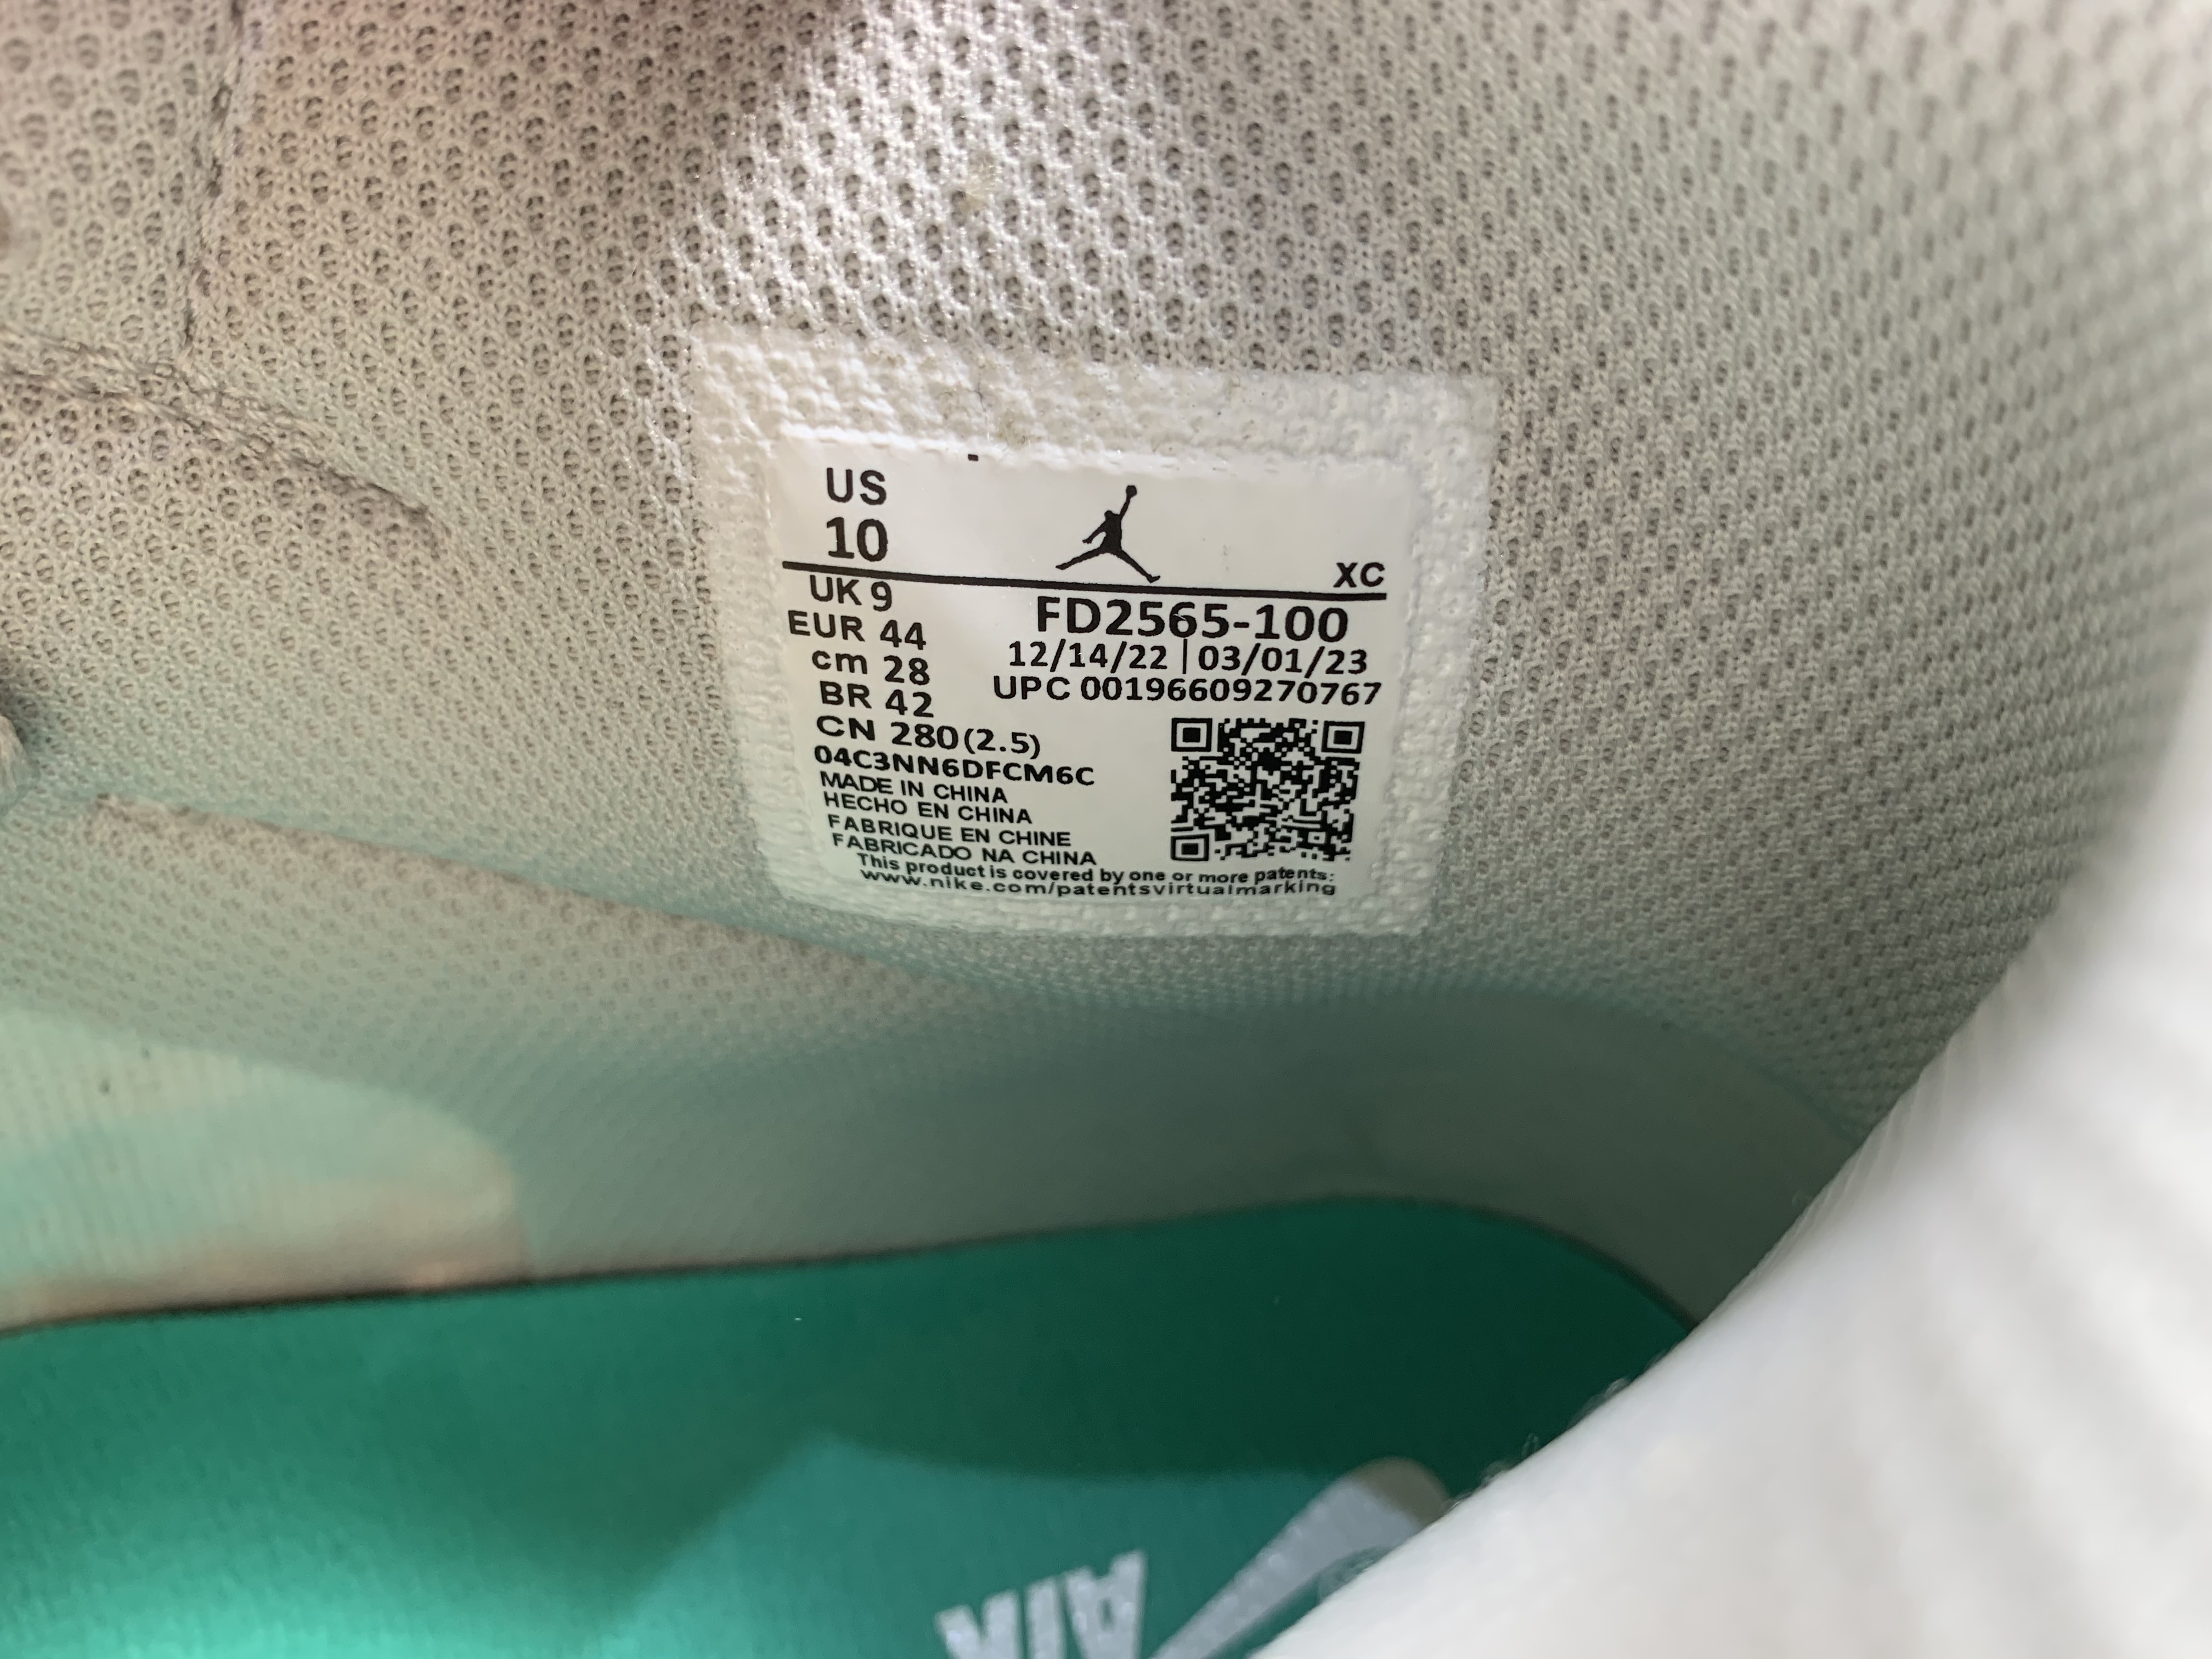 US
10
XC
UK 9
EUR 44
cm 28
BR 42
CN 280(2.5)
FD2565-100
12/14/22 | 03/01/23
UPC 00196609270767
04C3NN6DFCM6C
MADE IN CHINA
HECHO EN CHINA
FABRIQUE EN CHINE
FABRICADO NA CHINA
This product is covered by one or more patents:
www.nike.com/patentsvirtualmarking
AIR